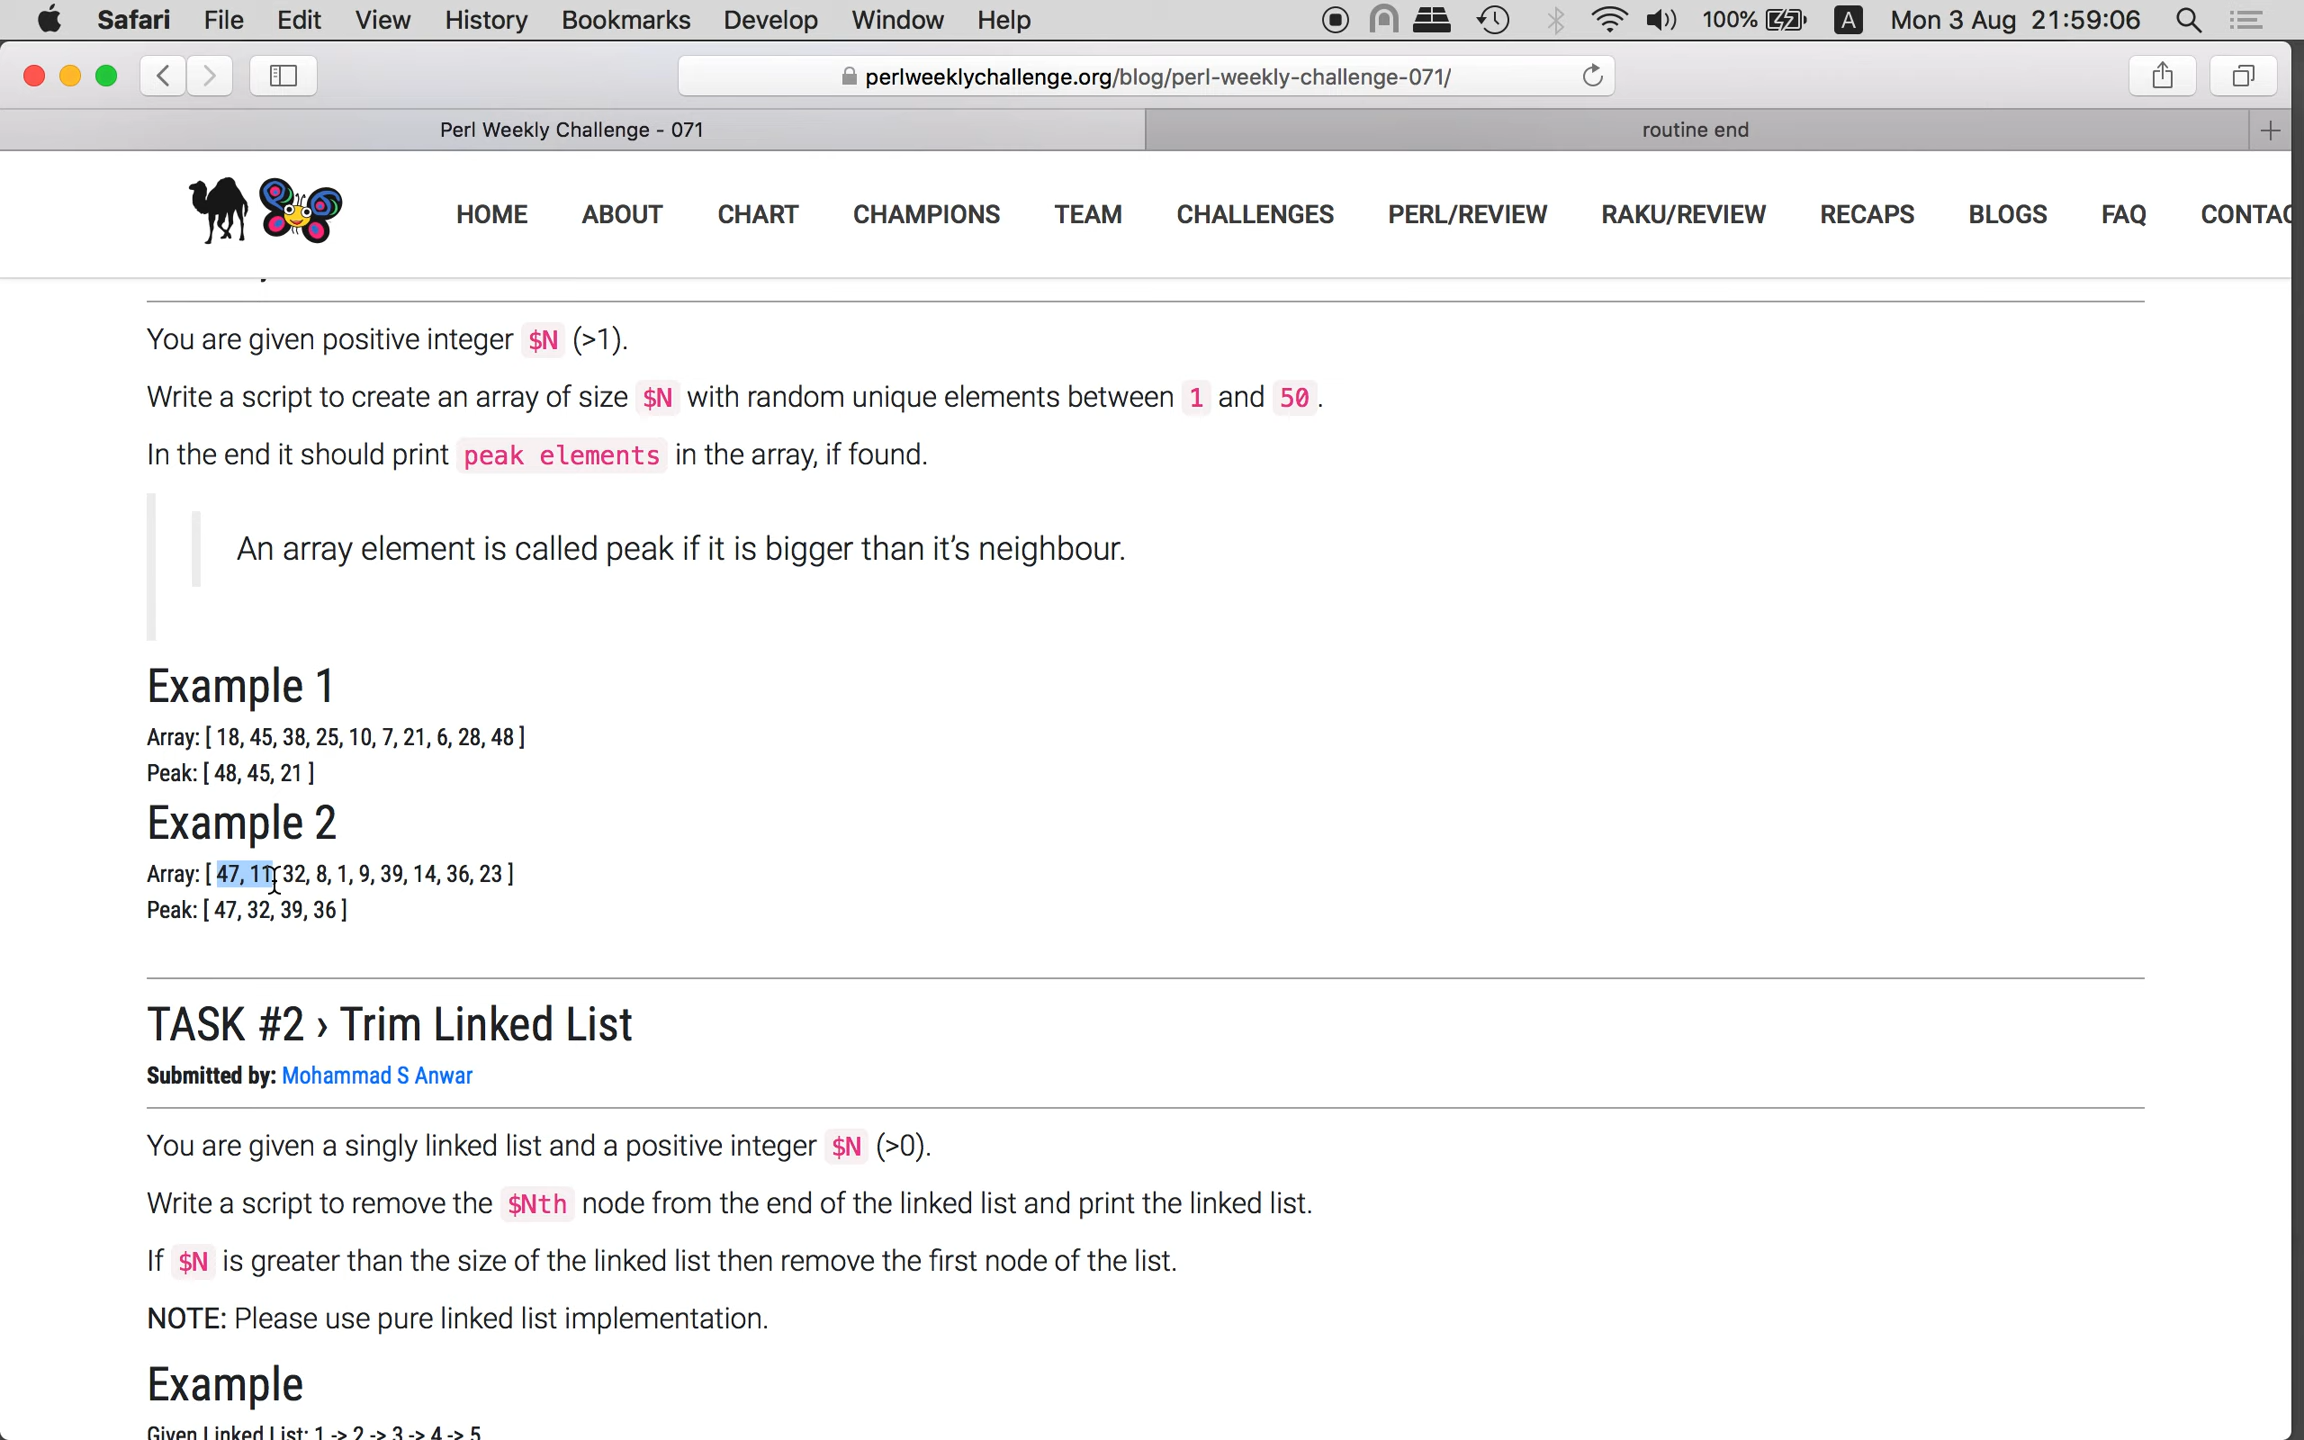 Safari File Edit View History Bookmarks Develop Window Help 100% A Mon 3 Aug 21:59:06
perlweeklychallenge.org/blog/perl-weekly-challenge-071/
Perl Weekly Challenge - 071 routine end
HOME ABOUT CHART CHAMPIONS TEAM CHALLENGES PERL/REVIEW RAKU/REVIEW RECAPS BLOGS FAQ CONTAC
You are given positive integer $N (>1).
Write a script to create an array of size $N with random unique elements between 1 and 50.
In the end it should print peak elements in the array, if found.
An array element is called peak if it is bigger than it’s neighbour.
Example 1
Array: [ 18, 45, 38, 25, 10, 7, 21, 6, 28, 48 ]
Peak: [ 48, 45, 21 ]
Example 2
Array: [ 47, 11, 32, 8, 1, 9, 39, 14, 36, 23 ]
Peak: [ 47, 32, 39, 36 ]
TASK #2 › Trim Linked List
Submitted by: Mohammad S Anwar
You are given a singly linked list and a positive integer $N (>0).
Write a script to remove the $Nth node from the end of the linked list and print the linked list.
If $N is greater than the size of the linked list then remove the first node of the list.
NOTE: Please use pure linked list implementation.
Example
Given Linked List: 1 -> 2 -> 3 -> 4 -> 5